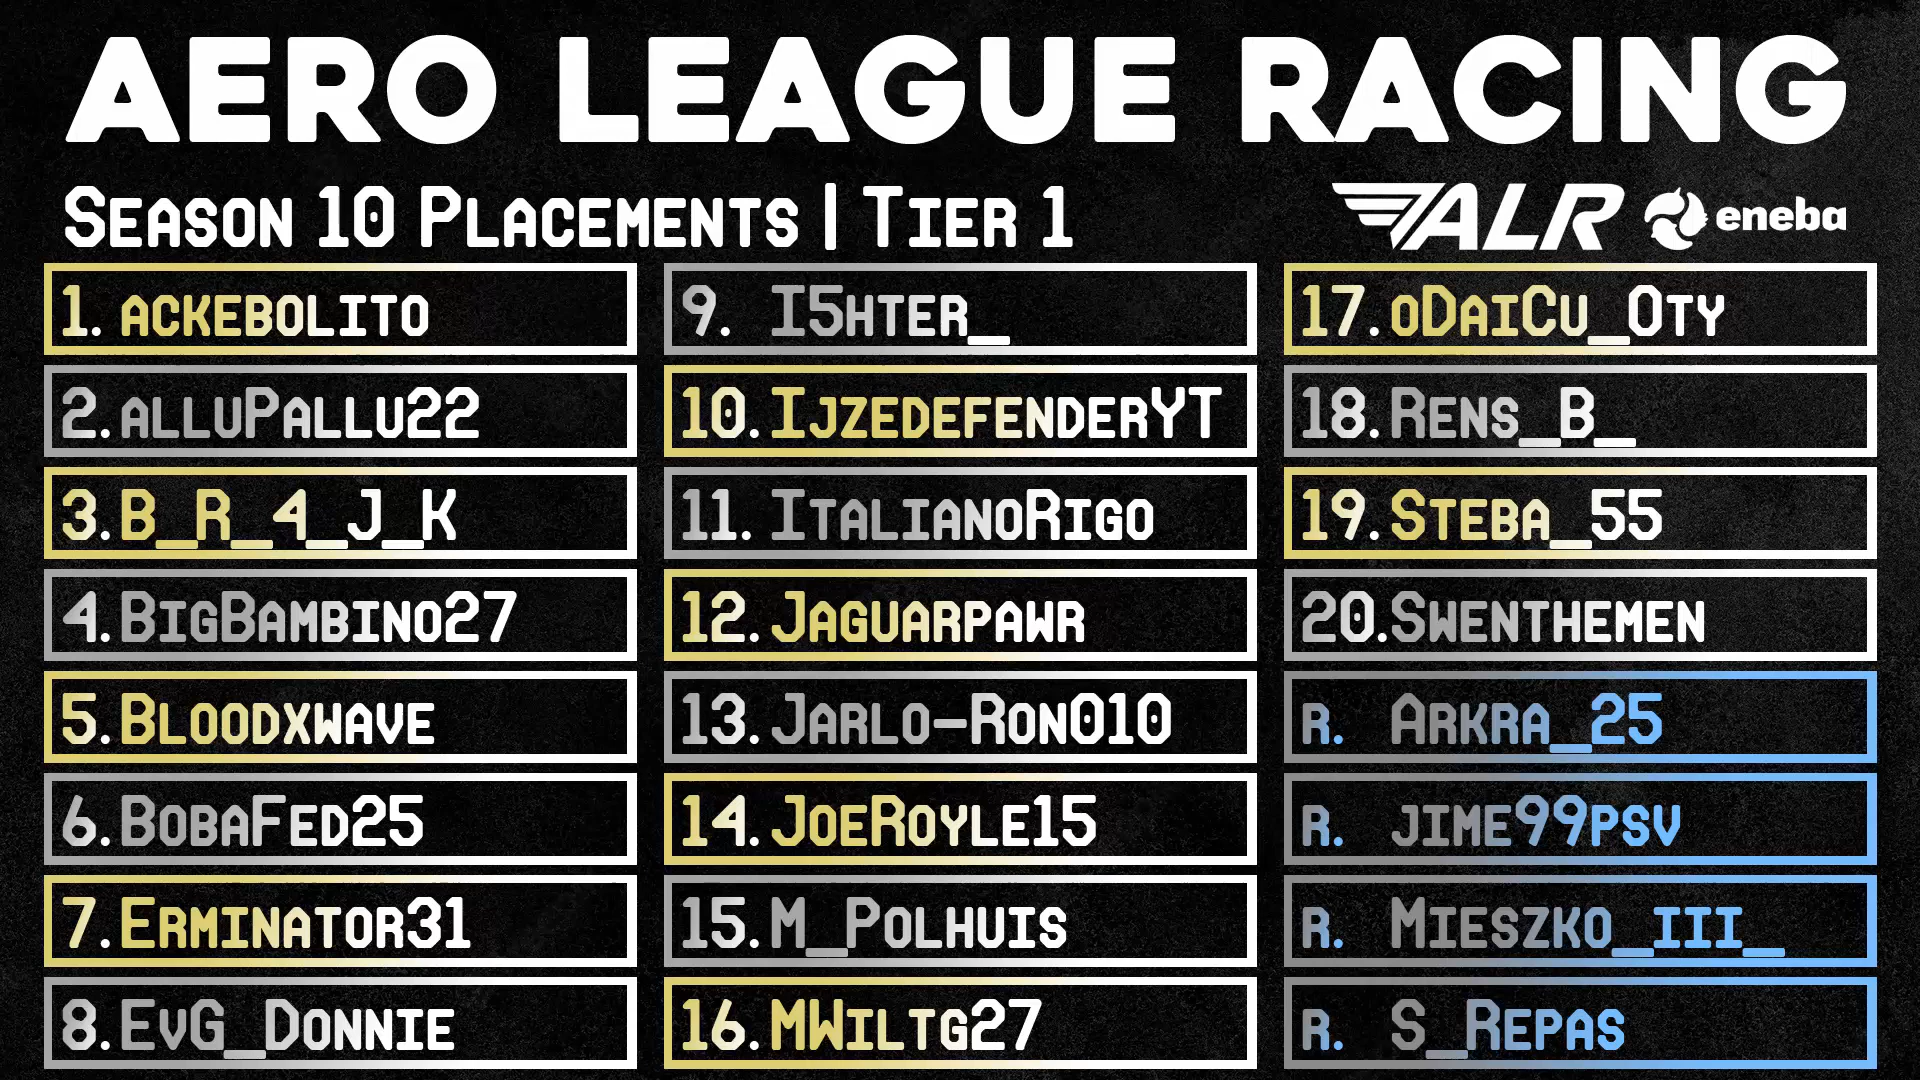 AERO LEAGUE RACING
Season 10 Placements | Tier 1
ALR eneba
1. ackebolito
2. alluPallu22
3. B_R_4_J_K
4. BigBambino27
5. Bloodxwave
6. BobaFed25
7. Erminator31
8. EvG_Donnie
9. I5hter_
10. IjzedefenderYT
11. ItalianoRigo
12. Jaguarpawr
13. Jarlo-Ron010
14. JoeRoyle15
15. M_Polhuis
16. MWiltg27
17. oDaiCu_Oty
18. Rens_B_
19. Steba_55
20. Swenthemen
r. Arkra_25
r. jime99psv
r. Mieszko_iii_
r. S_Repas